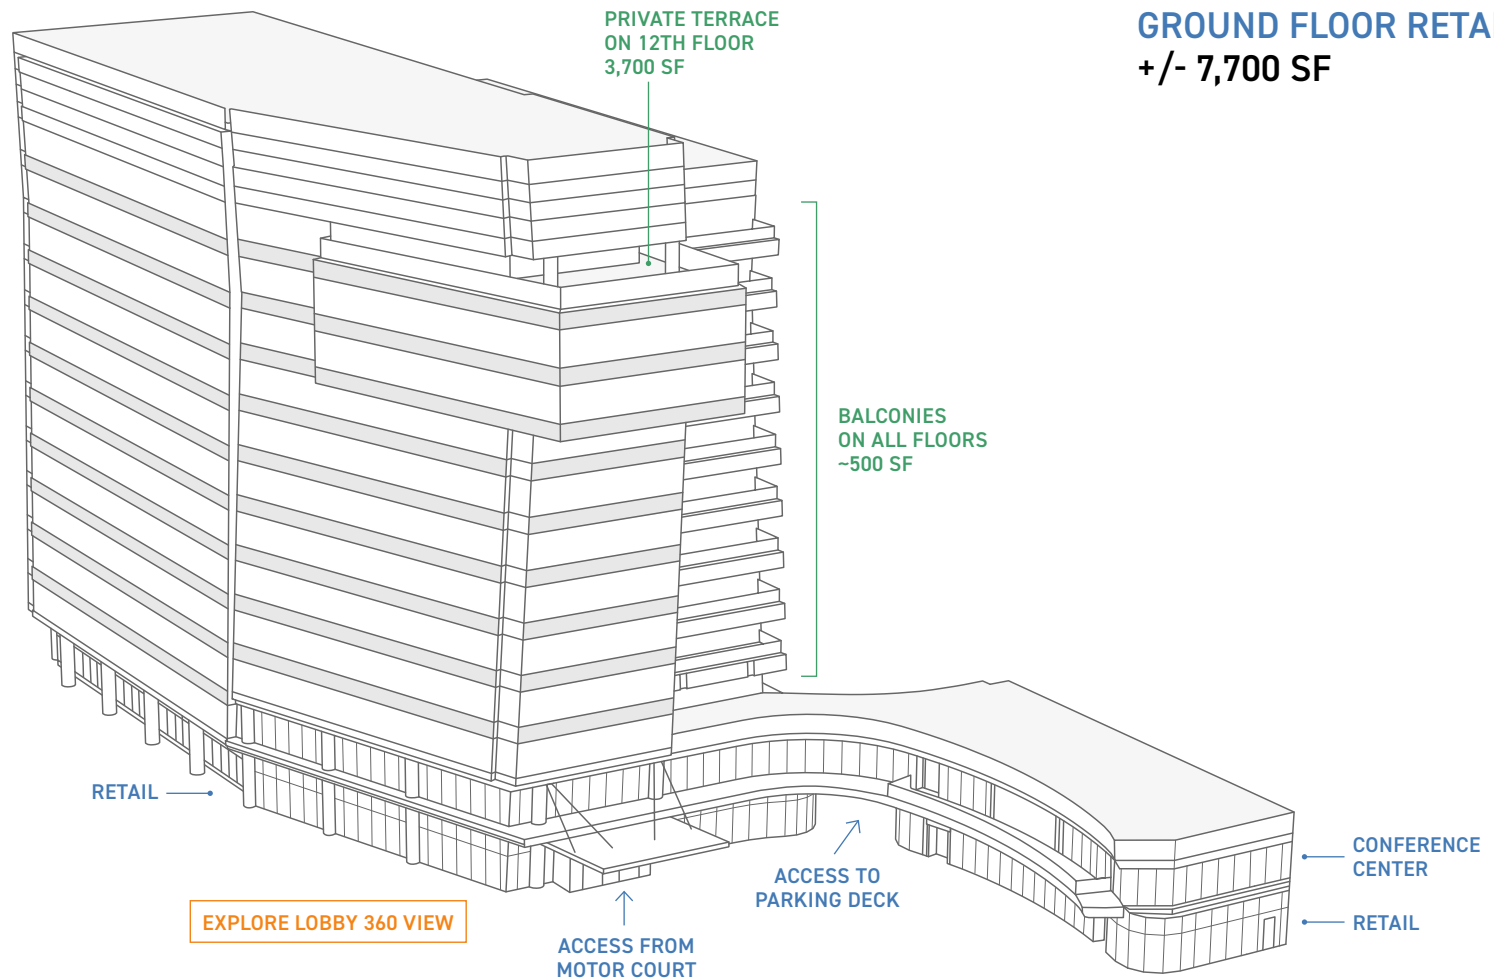 PRIVATE TERRACE
ON 12TH FLOOR
3,700 SF
GROUND FLOOR RETA
+/- 7,700 SF
BALCONIES
ON ALL FLOORS
~500 SF
RETAIL
CONFERENCE
CENTER
ACCESS TO
PARKING DECK
EXPLORE LOBBY 360 VIEW
RETAIL
ACCESS FROM
MOTOR COURT